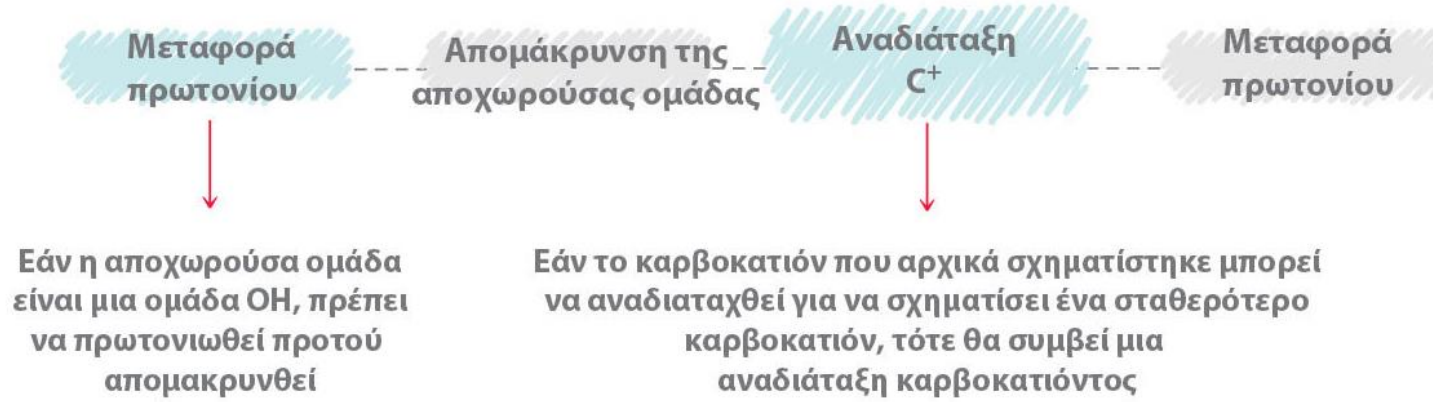 Μεταφορά
πρωτονίου
Απομάκρυνση της
αποχωρούσας ομάδας
Αναδιάταξη
C⁺
Μεταφορά
πρωτονίου
Εάν η αποχωρούσα ομάδα
είναι μια ομάδα ΟΗ, πρέπει
να πρωτονιωθεί προτού
απομακρυνθεί
Εάν το καρβοκατιόν που αρχικά σχηματίστηκε μπορεί
να αναδιαταχθεί για να σχηματίσει ένα σταθερότερο
καρβοκατιόν, τότε θα συμβεί μια
αναδιάταξη καρβοκατιόντος